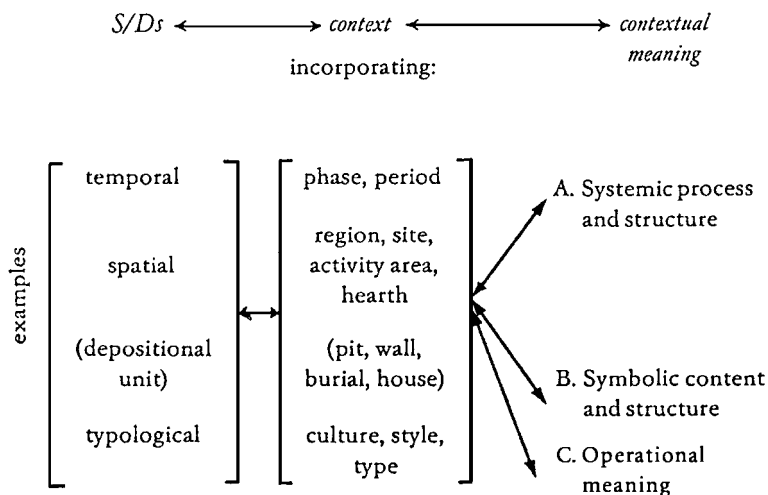 S/Ds context contextual
meaning
incorporating:
examples
temporal
spatial
(depositional
unit)
typological
phase, period
region, site,
activity area,
hearth
(pit, wall,
burial, house)
culture, style,
type
A. Systemic process
and structure
B. Symbolic content
and structure
C. Operational
meaning